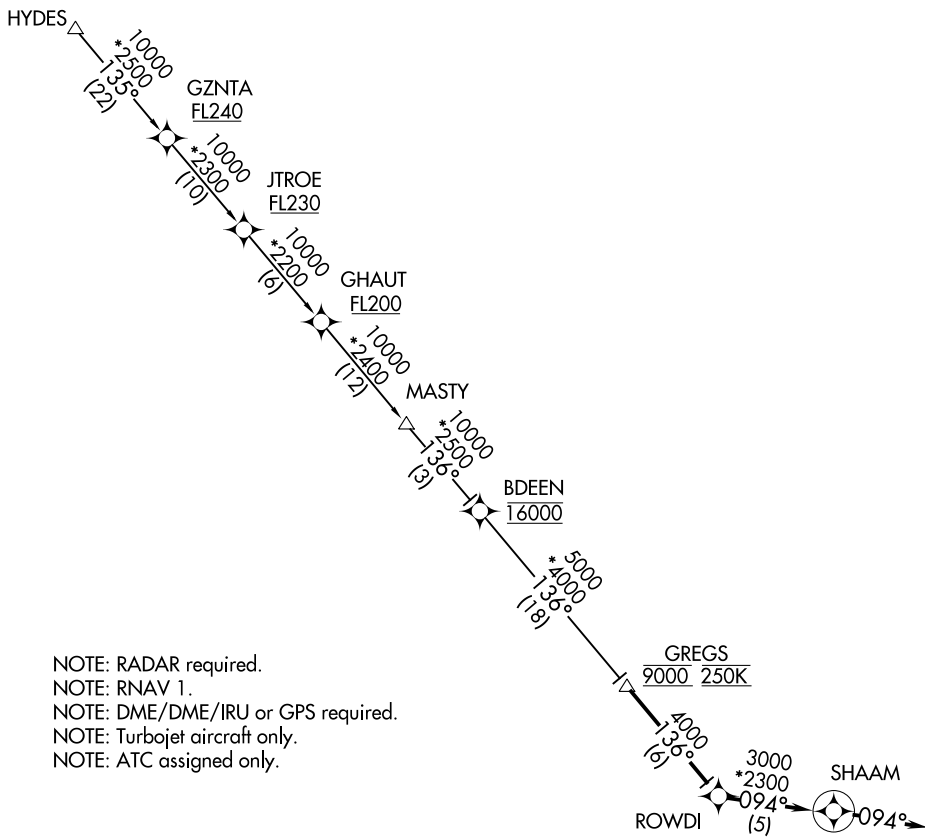 HYDES
10000
*2500
135°
(22)
GZNTA
FL240
10000
*2300
(10)
JTROE
FL230
10000
*2200
(6)
GHAUT
FL200
10000
*2400
(12)
MASTY
10000
*2500
136°
(3)
BDEEN
16000
5000
*4000
136°
(18)
GREGS
9000 250K
4000
136°
(6)
3000
*2300
094°
(5)
ROWDI
SHAAM
094°
NOTE: RADAR required.
NOTE: RNAV 1.
NOTE: DME/DME/IRU or GPS required.
NOTE: Turbojet aircraft only.
NOTE: ATC assigned only.